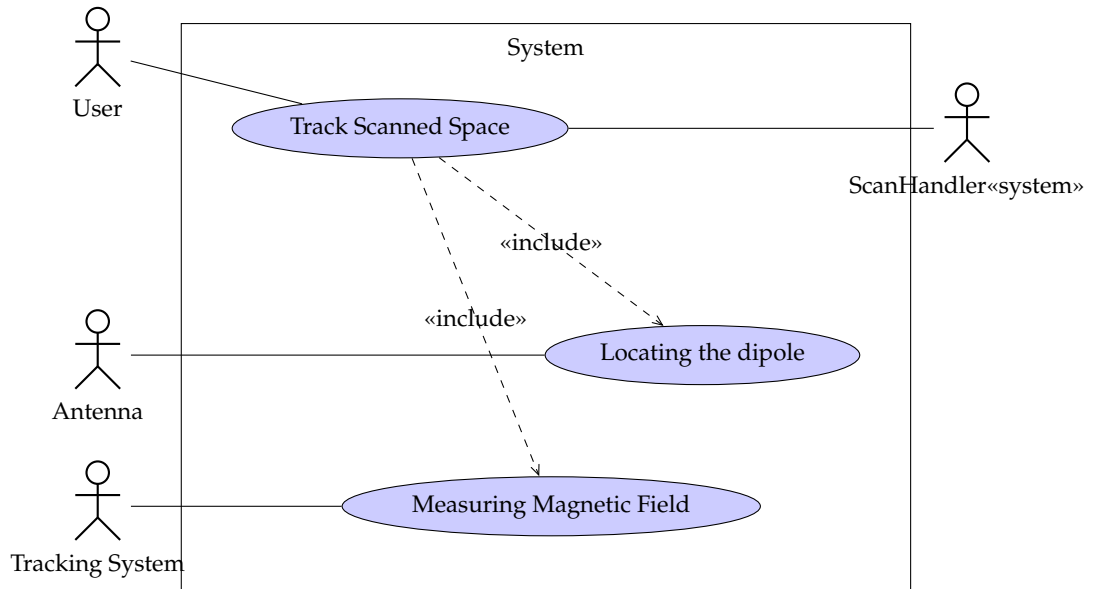 System
User
Track Scanned Space
ScanHandler«system»
«include»
«include»
Locating the dipole
Antenna
Measuring Magnetic Field
Tracking System